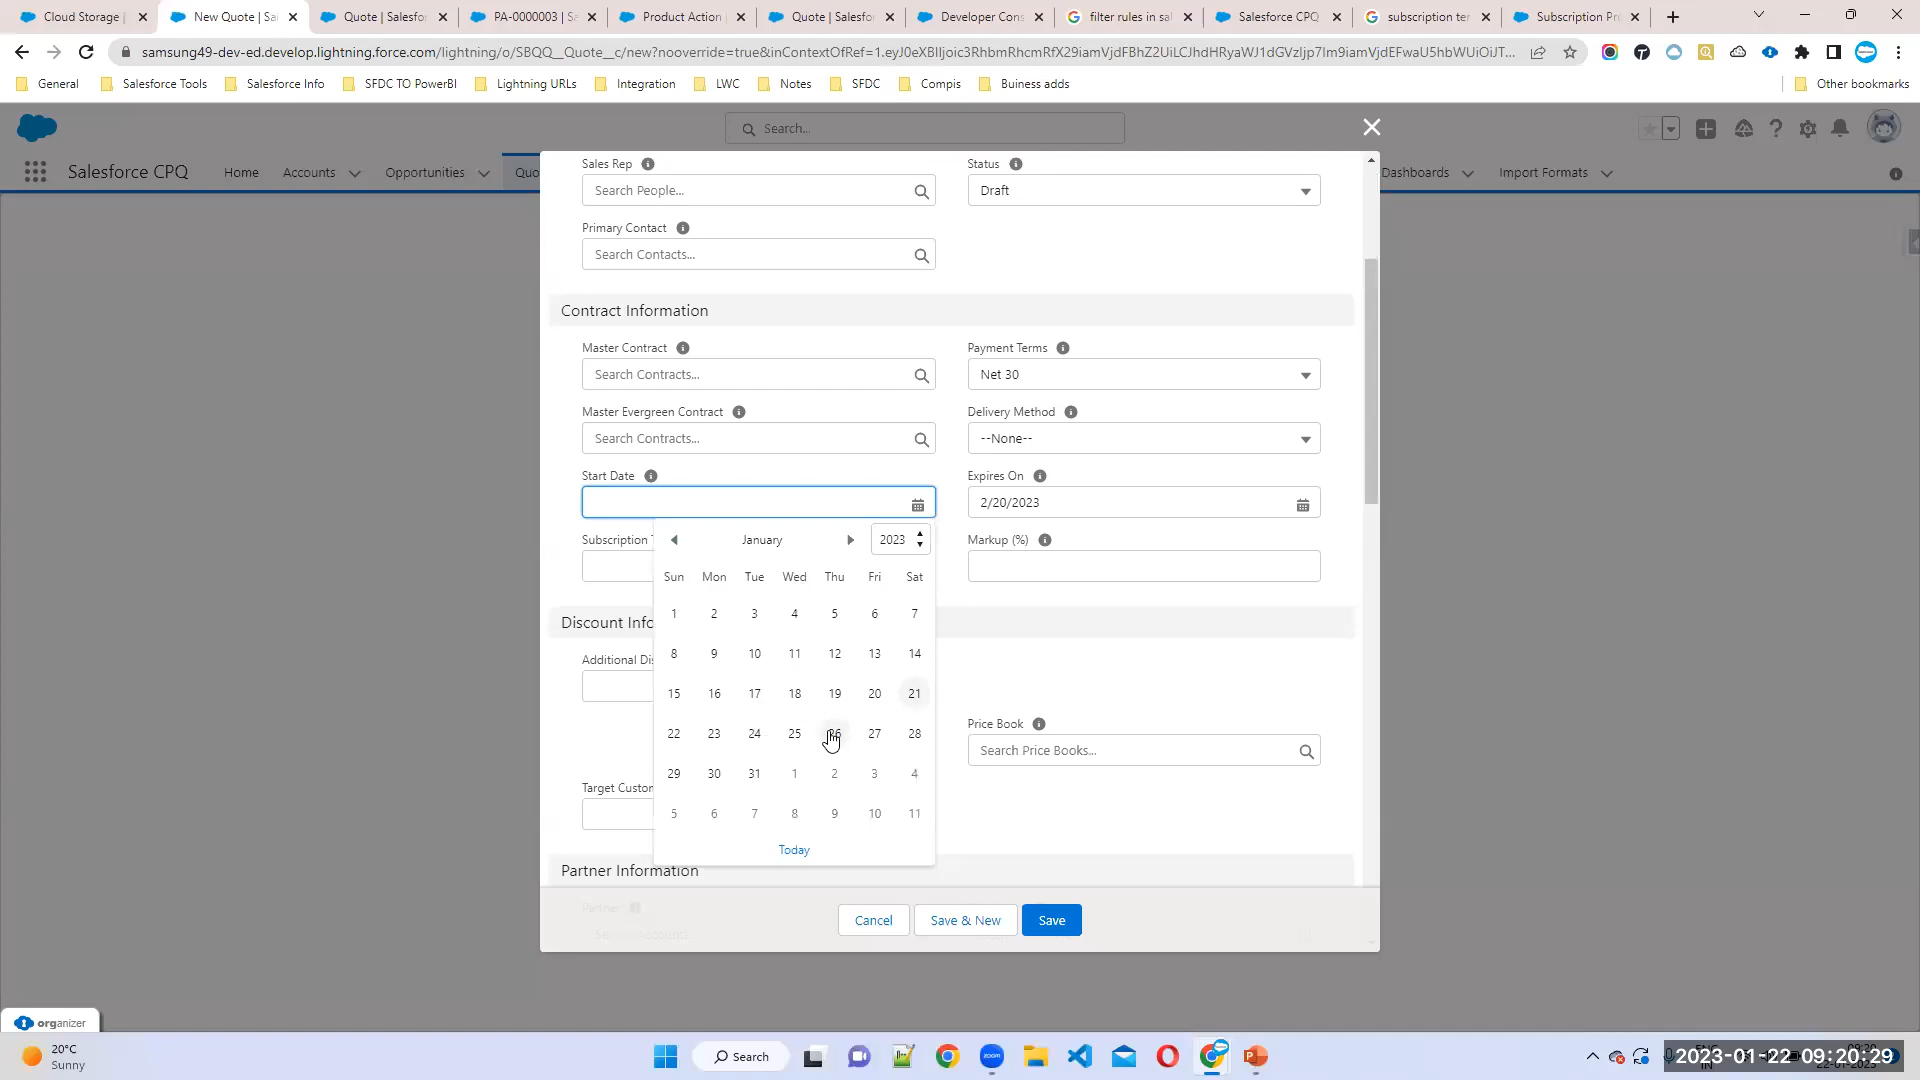 Cloud Storage |
New Quote | Sa
Quote | Salesfo
PA-0000003 | S
Product Action
Quote | Salesfo
Developer Cons
filter rules in sal
Salesforce CPQ
subscription ter
Subscription Pr
samsung49-dev-ed.develop.lightning.force.com/lightning/o/SBQQ__Quote__c/new?nooverride=true&inContextOfRef=
General
Salesforce Tools
Salesforce Info
SFDC TO PowerBI
Lightning URLs
Integration
LWC
Notes
SFDC
Compis
Buiness adds
Other bookmarks
Search...
Salesforce CPQ
Home
Accounts
Opportunities
Quo
Dashboards
Import Formats
Sales Rep
Status
Search People...
Draft
Primary Contact
Search Contacts...
Contract Information
Master Contract
Payment Terms
Search Contracts...
Net 30
Master Evergreen Contract
Delivery Method
Search Contracts...
--None--
Start Date
Expires On
2/20/2023
Subscription T
January
2023
Markup (%)
Sun Mon Tue Wed Thu Fri Sat
1 2 3 4 5 6 7
Discount Info
8 9 10 11 12 13 14
Additional Dis
15 16 17 18 19 20 21
22 23 24 25 26 27 28
Price Book
Search Price Books...
29 30 31 1 2 3 4
Target Custon
5 6 7 8 9 10 11
Today
Partner Information
Partner
Cancel
Save & New
Save
organizer
20°C
Sunny
Search
zoom
2023-01-22 09:20:29